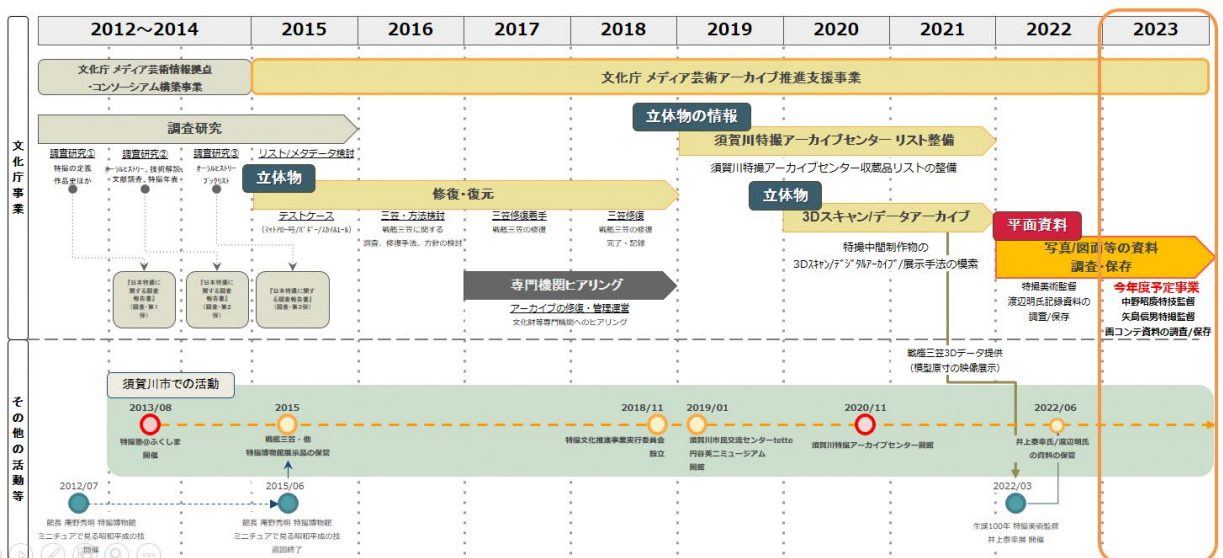 2012～2014
2015
2016
2017
2018
2019
2020
2021
2022
2023
文化庁事業
文化庁 メディア芸術情報拠点
・コンソーシアム構築事業
文化庁 メディア芸術アーカイブ推進支援事業
調査研究
調査研究①
特撮の定義
作品史ほか
調査研究②
オーラルヒストリー、技術解説、
文献調査、特撮年表
調査研究③
オーラルヒストリー
ブックリスト
リスト/メタデータ検討
立体物の情報
須賀川特撮アーカイブセンター リスト整備
須賀川特撮アーカイブセンター収蔵品リストの整備
立体物
修復・復元
テストケース
三笠・方法検討
戦艦三笠に関する
調査、修復手法、方針の検討
三笠修復着手
戦艦三笠の修復
三笠修復
戦艦三笠の修復
完了・記録
立体物
3Dスキャン/データアーカイブ
特撮中間制作物の
3Dスキャン/デジタルアーカイブ/展示手法の模索
平面資料
写真/図面等の資料
調査・保存
特撮美術監督
渡辺明氏記録資料の
調査/保存
今年度予定事業
中野昭慶特技監督
矢島信男特撮監督
画コンテ資料の調査/保存
『日本特撮に
関する調査
報告書』
(調査・第1
報)
『日本特撮に
関する調査
報告書』
(調査・第2
報)
『日本特撮に関す
る調査報告書』
(調査・第3報)
専門機関ヒアリング
アーカイブの修復・管理運営
文化財等専門機関へのヒアリング
戦艦三笠3Dデータ提供
(模型原寸の映像展示)
その他の活動等
須賀川市での活動
2013/08
特撮塾@ふくしま
開催
2015
戦艦三笠・他
特撮博物館展示品の保管
2018/11
特撮文化推進事業実行委員会
設立
2019/01
須賀川市民交流センターtette
円谷英二ミュージアム
開館
2020/11
須賀川特撮アーカイブセンター開館
2022/06
井上泰幸氏/渡辺明氏
の資料の保管
2012/07
館長 庵野秀明 特撮博物館
ミニチュアで見る昭和平成の技
開催
2015/06
館長 庵野秀明 特撮博物館
ミニチュアで見る昭和平成の技
巡回終了
2022/03
生誕100年 特撮美術監督
井上泰幸展 開催